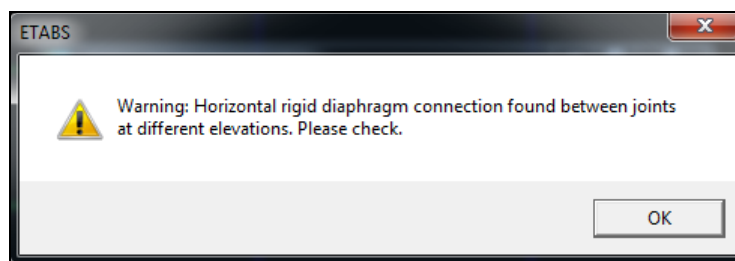 ETABS
Warning: Horizontal rigid diaphragm connection found between joints
at different elevations. Please check.
OK